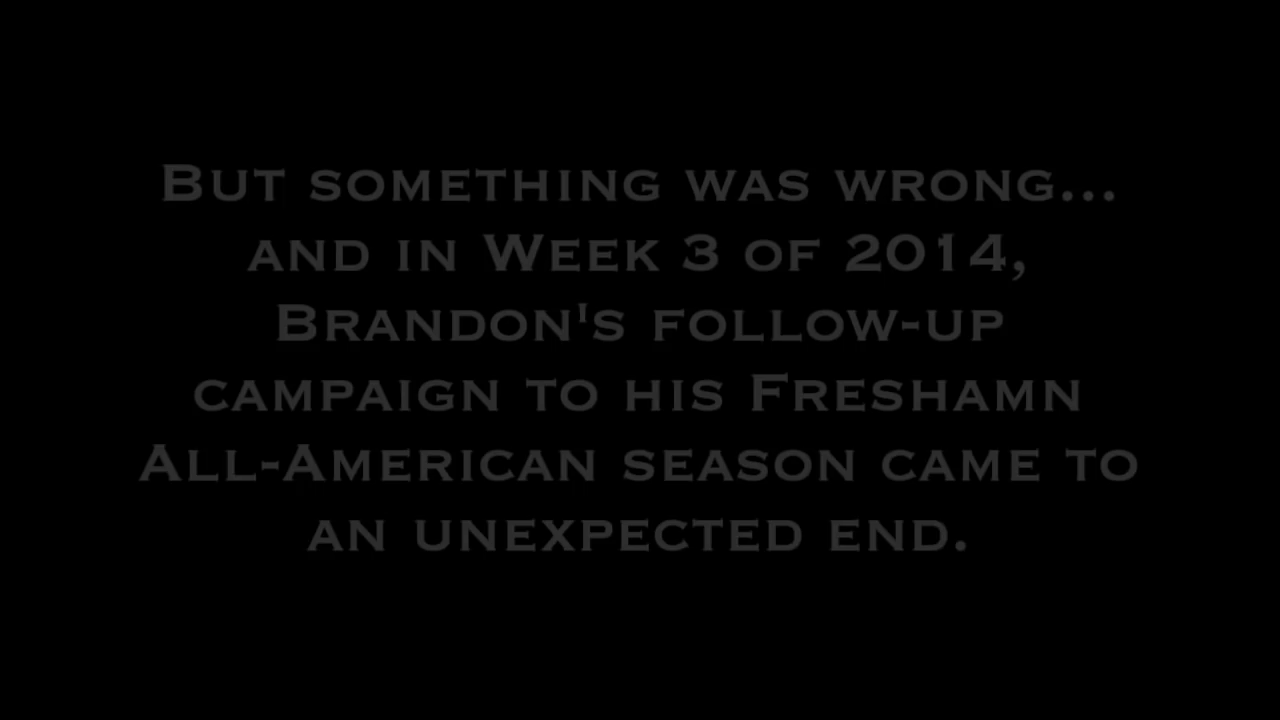 But something was wrong...
and in Week 3 of 2014,
Brandon's follow-up
campaign to his Freshamn
All-American season came to
an unexpected end.